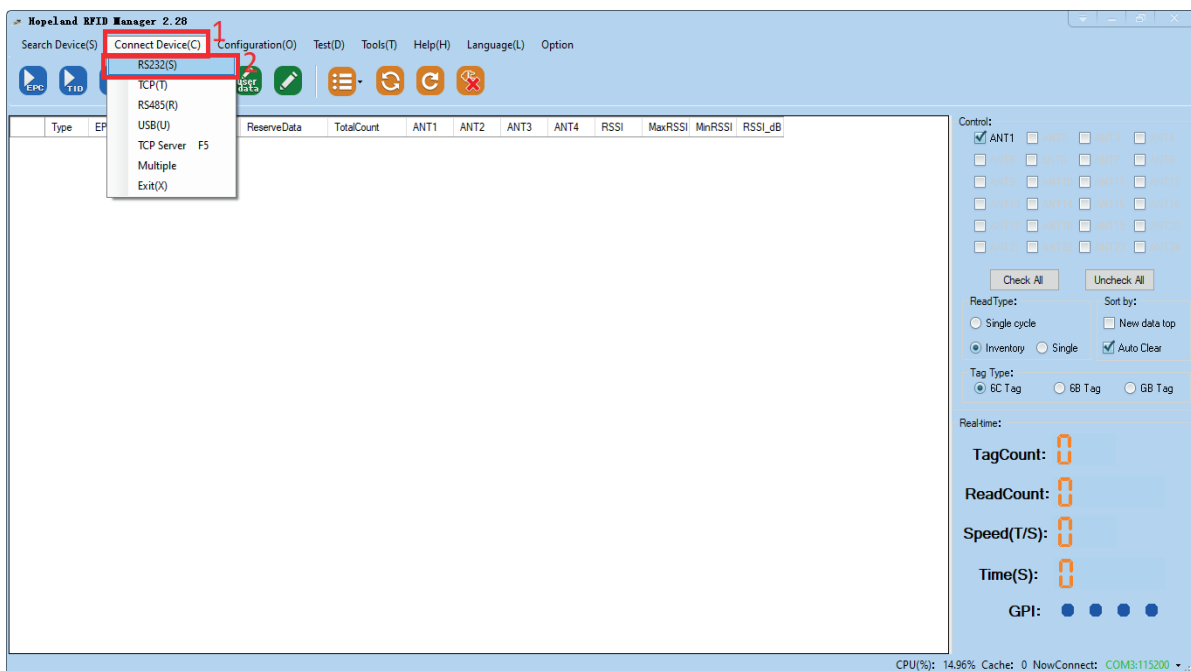 Hopeland RFID Manager 2.28
Search Device(S) Connect Device(C) Configuration(O) Test(D) Tools(T) Help(H) Language(L) Option
1
2
RS232(S)
TCP(T)
RS485(R)
USB(U)
TCP Server F5
Multiple
Exit(X)
EPC TID user data
Type EP ReserveData TotalCount ANT1 ANT2 ANT3 ANT4 RSSI MaxRSSI MinRSSI RSSI_dB
Control:
ANT1
Check All Uncheck All
ReadType: Sort by:
Single cycle New data top
Inventory Single Auto Clear
Tag Type:
6C Tag 6B Tag GB Tag
Real-time:
TagCount: 0
ReadCount: 0
Speed(T/S): 0
Time(S): 0
GPI:
CPU(%): 14.96% Cache: 0 NowConnect: COM3:115200